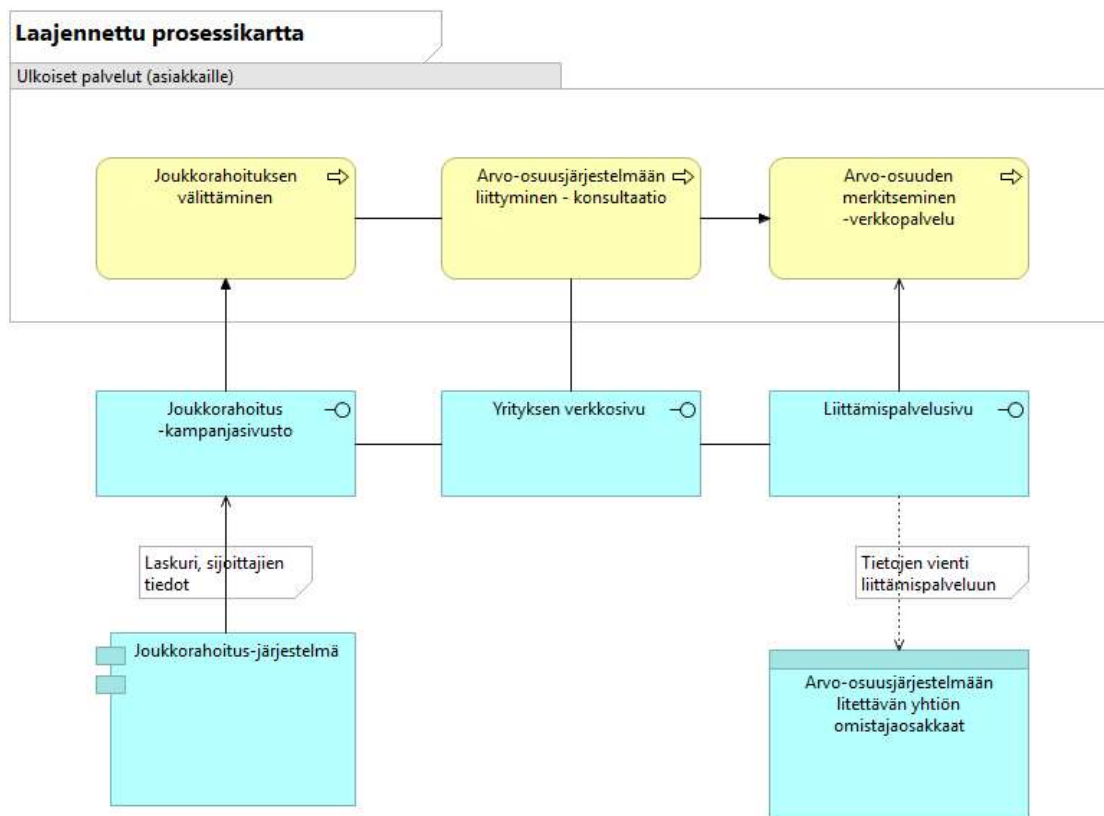 Laajennettu prosessikartta
Ulkoiset palvelut (asiakkaille)
Joukkorahoituksen
välittäminen
Arvo-osuusjärjestelmään
liittyminen - konsultaatio
Arvo-osuuden
merkitseminen
-verkkopalvelu
Joukkorahoitus
-kampanjasivusto
Yrityksen verkkosivu
Liittämispalvelusivu
Laskuri, sijoittajien
tiedot
Tietojen vienti
liittämispalveluun
Joukkorahoitus-järjestelmä
Arvo-osuusjärjestelmään
litettävän yhtiön
omistajaosakkaat